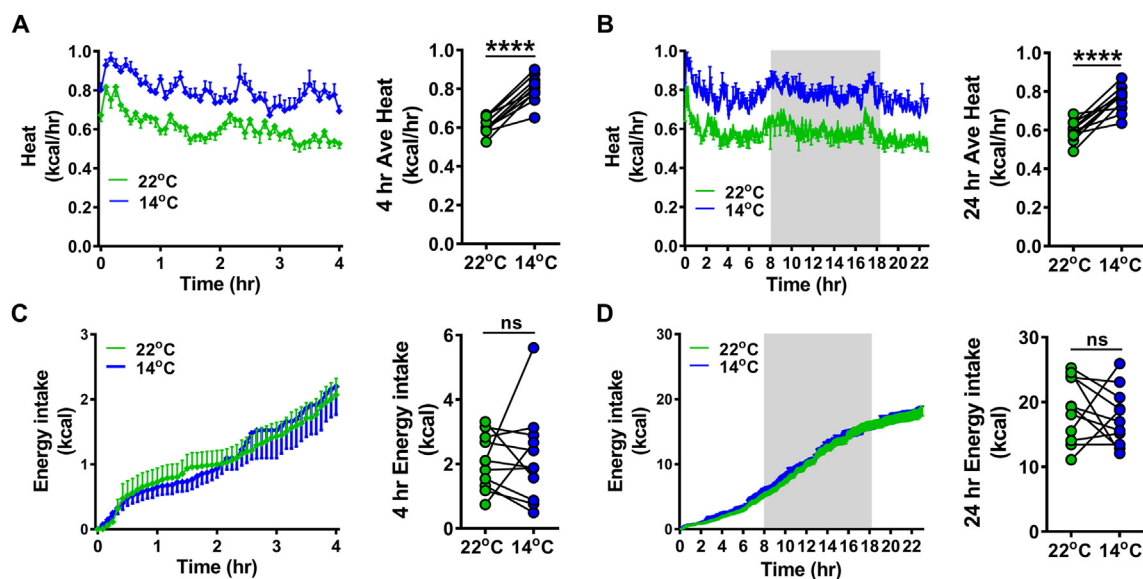 A
Heat
(kcal/hr)
1.0
0.8
0.6
0.4
0.2
0.0
22°C
14°C
0
1
2
3
4
Time (hr)
4 hr Ave Heat
(kcal/hr)
1.0
0.8
0.6
0.4
0.2
0.0
****
22°C 14°C
B
Heat
(kcal/hr)
1.0
0.8
0.6
0.4
0.2
0.0
22°C
14°C
0 2 4 6 8 10 12 14 16 18 20 22
Time (hr)
24 hr Ave Heat
(kcal/hr)
1.0
0.8
0.6
0.4
0.2
0.0
****
22°C 14°C
C
Energy intake
(kcal)
3
2
1
0
22°C
14°C
0 1 2 3 4
Time (hr)
4 hr Energy intake
(kcal)
6
4
2
0
ns
22°C 14°C
D
Energy intake
(kcal)
30
20
10
0
22°C
14°C
0 2 4 6 8 10 12 14 16 18 20 22
Time (hr)
24 hr Energy intake
(kcal)
30
20
10
0
ns
22°C 14°C